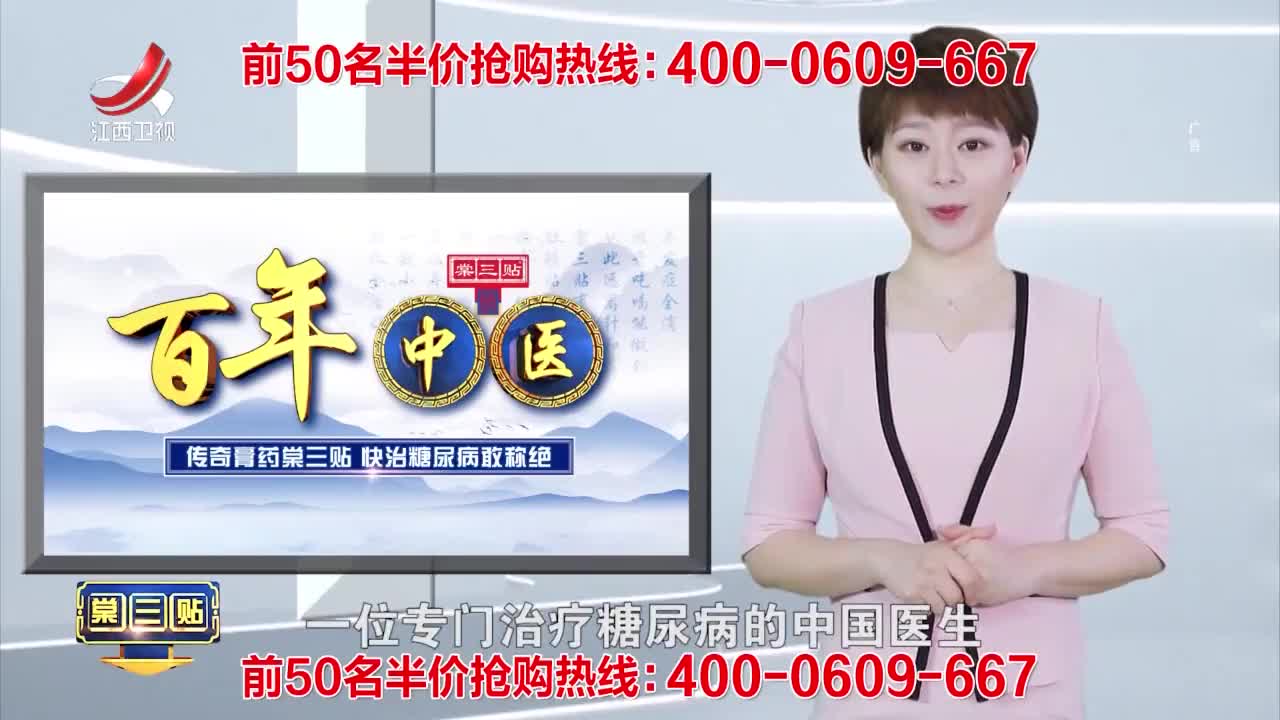 前50名半价抢购热线：400-0609-667
江西卫视
广告
棠三贴
百年中医
传奇膏药棠三贴 快治糖尿病敢称绝
棠三贴
一位专门治疗糖尿病的中国医生
前50名半价抢购热线：400-0609-667